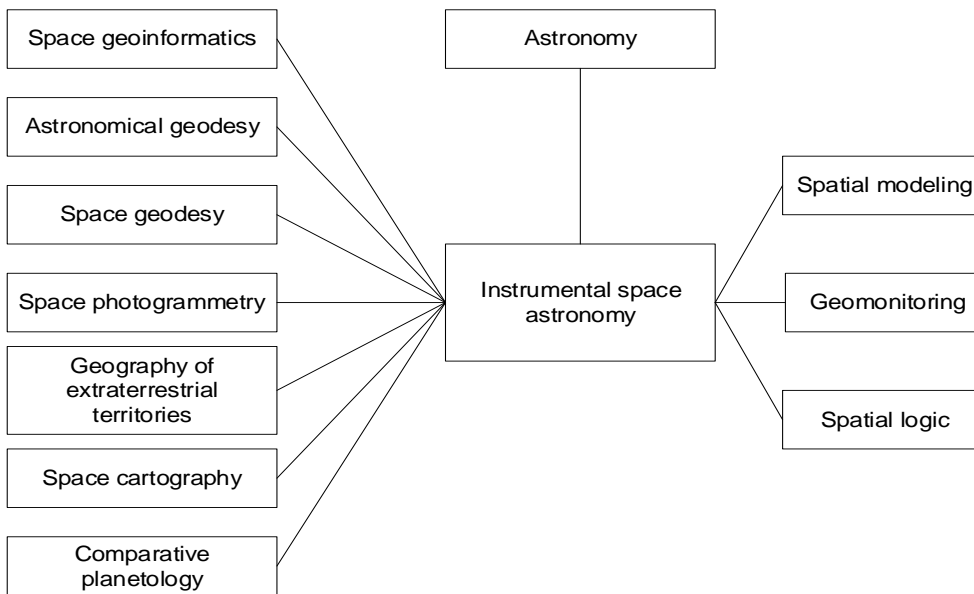 Space geoinformatics
Astronomy
Astronomical geodesy
Spatial modeling
Space geodesy
Space photogrammetry
Instrumental space
astronomy
Geomonitoring
Geography of
extraterrestrial
territories
Spatial logic
Space cartography
Comparative
planetology